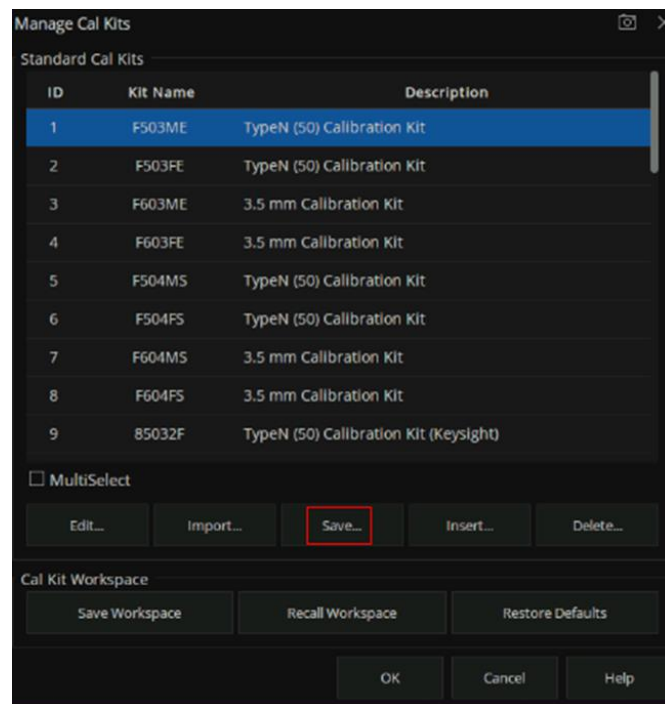 Manage Cal Kits
Standard Cal Kits
ID Kit Name Description
1 F503ME TypeN (50) Calibration Kit
2 F503FE TypeN (50) Calibration Kit
3 F603ME 3.5 mm Calibration Kit
4 F603FE 3.5 mm Calibration Kit
5 F504MS TypeN (50) Calibration Kit
6 F504FS TypeN (50) Calibration Kit
7 F604MS 3.5 mm Calibration Kit
8 F604FS 3.5 mm Calibration Kit
9 85032F TypeN (50) Calibration Kit (Keysight)
MultiSelect
Edit... Import... Save... Insert... Delete...
Cal Kit Workspace
Save Workspace Recall Workspace Restore Defaults
OK Cancel Help